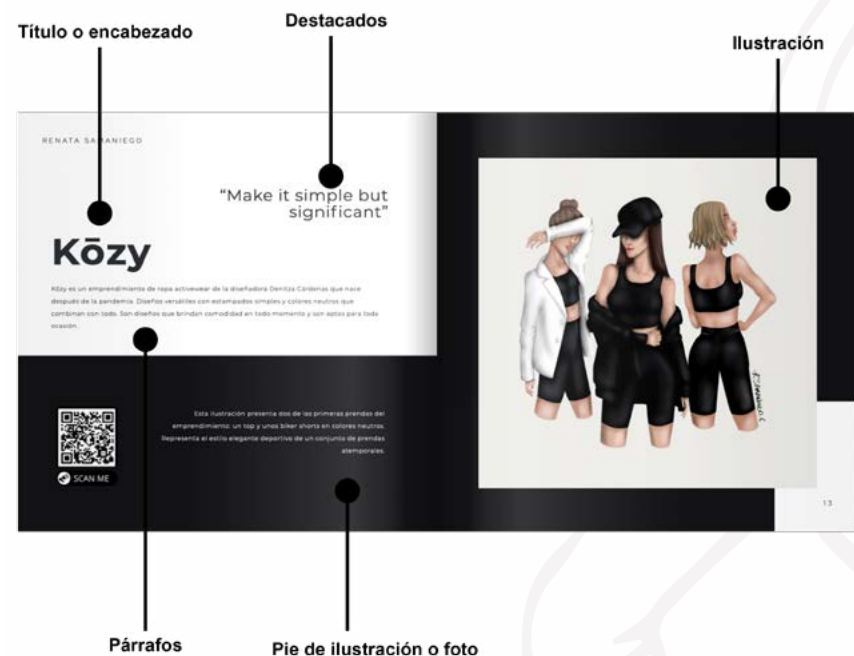 Título o encabezado
Destacados
Ilustración
RENATA SAMANIEGO
“Make it simple but
significant”
Kōzy
Kōzy es un emprendimiento de ropa activewear de la diseñadora Denitza Cárdenas que nace
después de la pandemia. Diseños versátiles con estampados simples y colores neutros que
combinan con todo. Son diseños que brindan comodidad en todo momento y son aptos para toda
ocasión.
Esta ilustración presenta dos de las primeras prendas del
emprendimiento: un top y unos biker shorts en colores neutros.
Representa el estilo elegante deportivo de un conjunto de prendas
atemporales.
SCAN ME
13
Párrafos
Pie de ilustración o foto